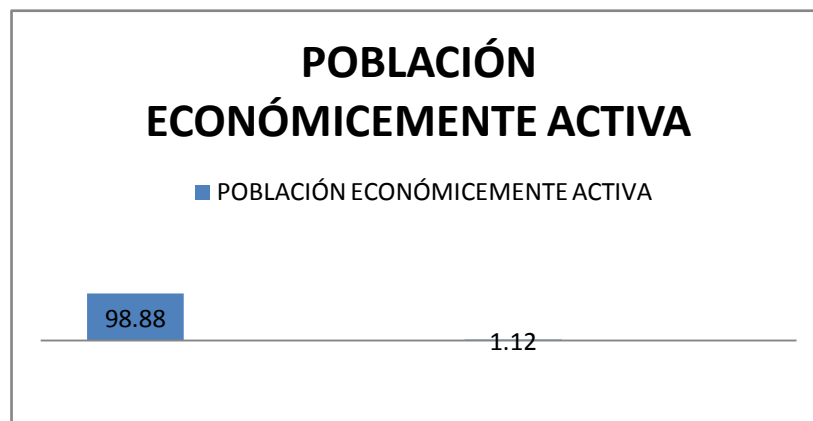 POBLACIÓN
ECONÓMICEMENTE ACTIVA
POBLACIÓN ECONÓMICEMENTE ACTIVA
98.88
1.12